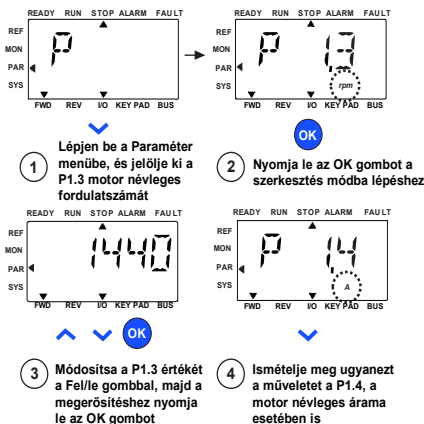 READY RUN STOP ALARM FAULT
REF
MON
PAR
SYS
P
FWD REV I/O KEYPAD BUS
READY RUN STOP ALARM FAULT
REF
MON
PAR
SYS
P 1.3
rpm
FWD REV I/O KEYPAD BUS
OK
1 Lépjen be a Paraméter
menübe, és jelölje ki a
P1.3 motor névleges
fordulatszámát
2 Nyomja le az OK gombot a
szerkesztés módba lépéshez
READY RUN STOP ALARM FAULT
REF
MON
PAR
SYS
1440
FWD REV I/O KEYPAD BUS
OK
READY RUN STOP ALARM FAULT
REF
MON
PAR
SYS
P 1.4
A
FWD REV I/O KEYPAD BUS
3 Módosítsa a P1.3 értékét
a Fel/le gombbal, majd a
megerősítéshez nyomja
le az OK gombot
4 Ismételje meg ugyanezt
a műveletet a P1.4, a
motor névleges árama
esetében is